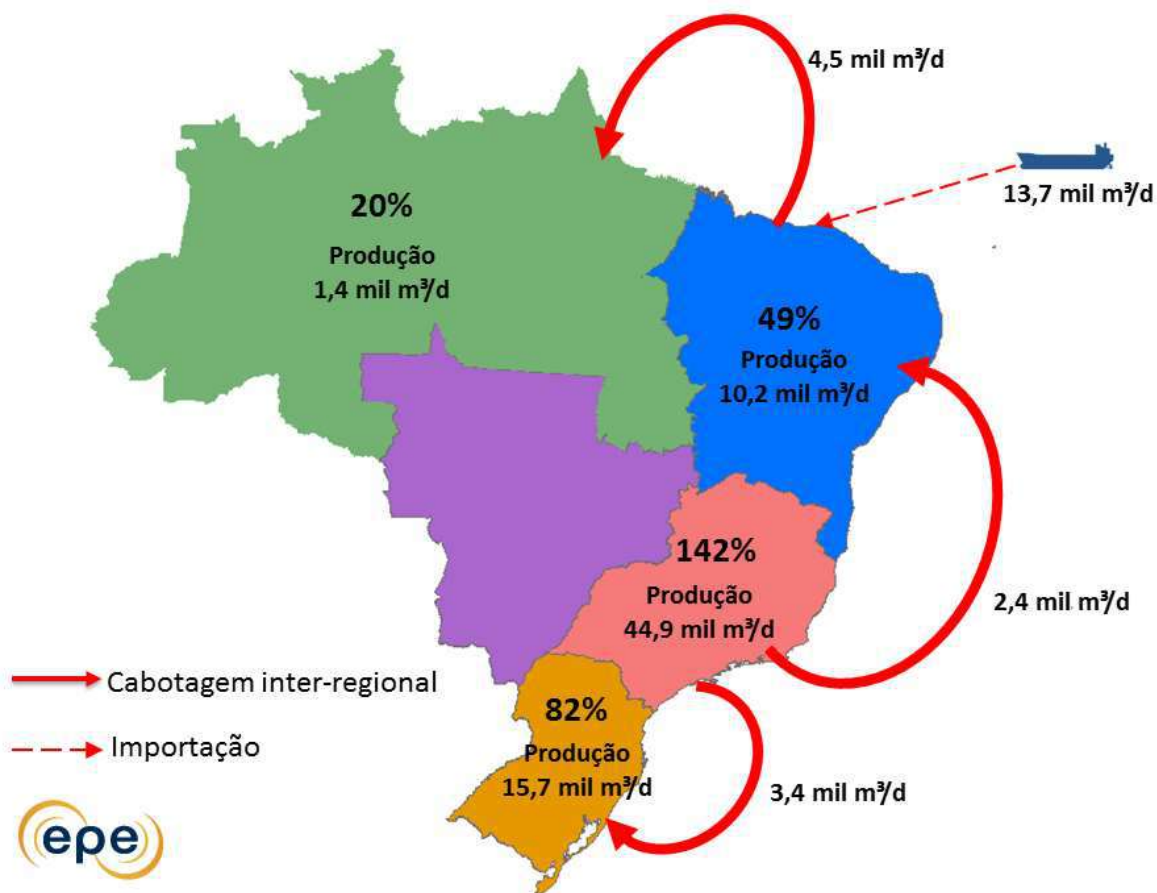 4,5 mil m³/d
13,7 mil m³/d
20%
Produção
1,4 mil m³/d
49%
Produção
10,2 mil m³/d
142%
Produção
44,9 mil m³/d
2,4 mil m³/d
Cabotagem inter-regional
82%
Produção
15,7 mil m³/d
Importação
3,4 mil m³/d
epe